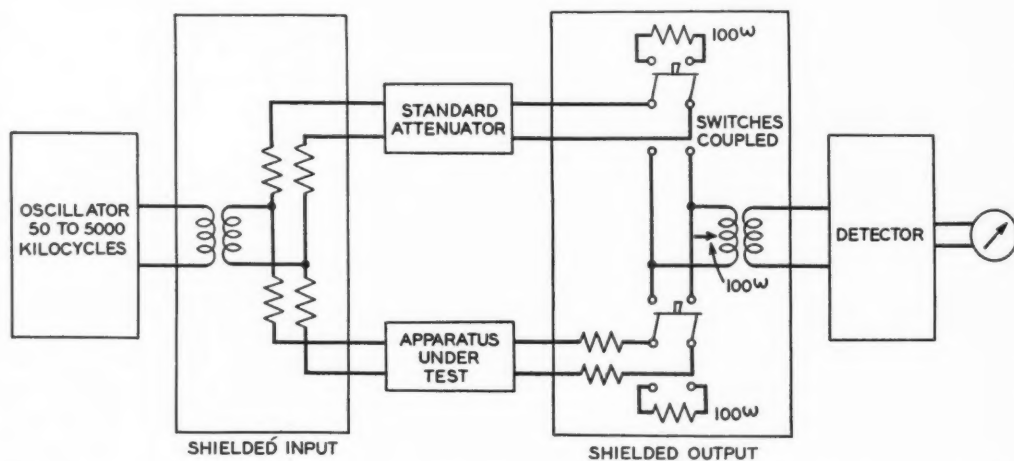 OSCILLATOR
50 TO 5000
KILOCYCLES
STANDARD
ATTENUATOR
APPARATUS
UNDER
TEST
100ω
SWITCHES
COUPLED
100ω
100ω
DETECTOR
SHIELDED INPUT
SHIELDED OUTPUT